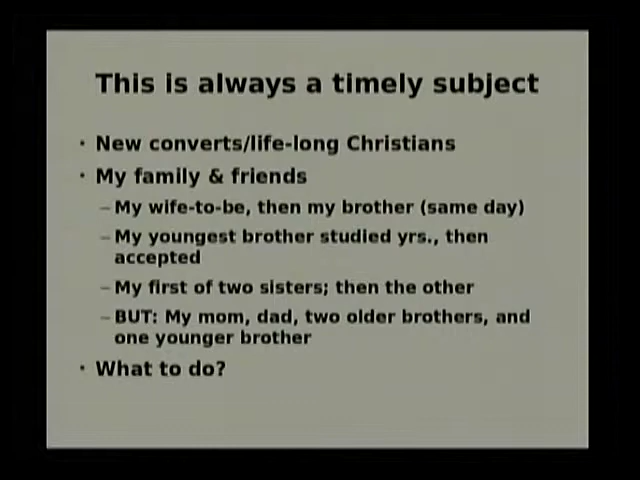 This is always a timely subject
• New converts/life-long Christians
• My family & friends
– My wife-to-be, then my brother (same day)
– My youngest brother studied yrs., then
accepted
– My first of two sisters; then the other
– BUT: My mom, dad, two older brothers, and
one younger brother
• What to do?